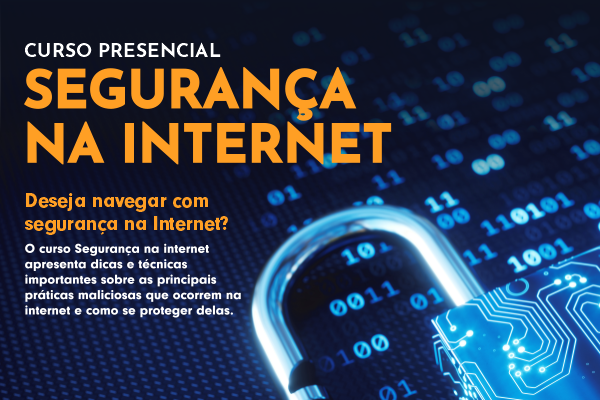 CURSO PRESENCIAL
SEGURANÇA
NA INTERNET
Deseja navegar com
segurança na Internet?
O curso Segurança na internet
apresenta dicas e técnicas
importantes sobre as principais
práticas maliciosas que ocorrem na
internet e como se proteger delas.